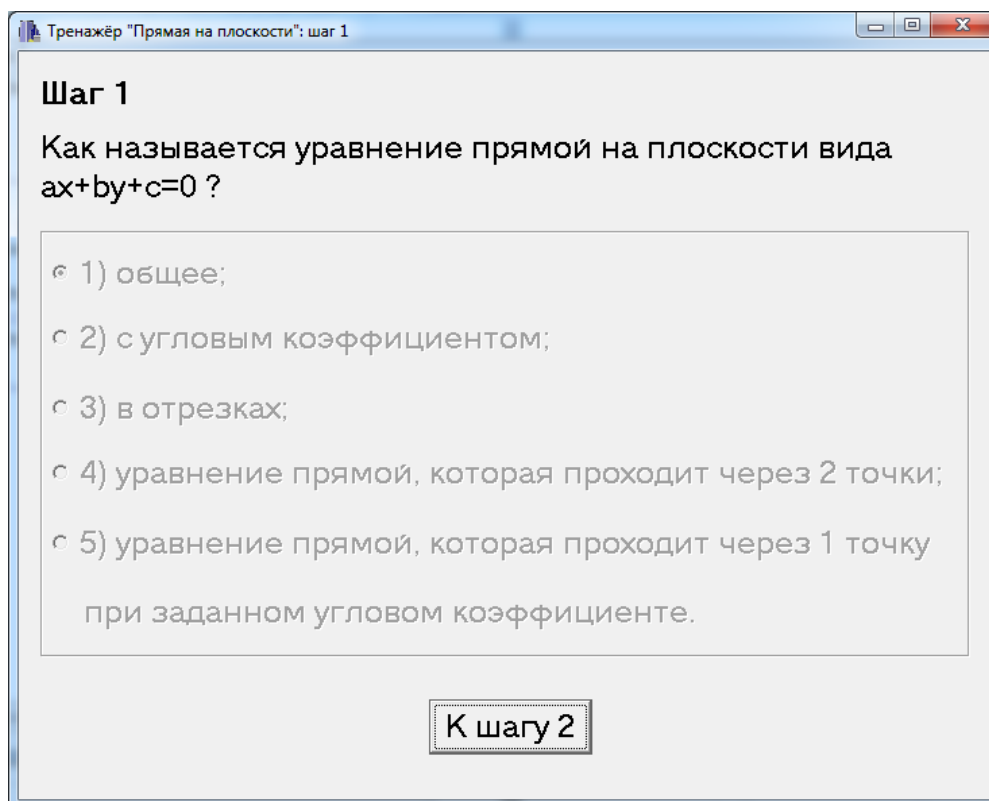 Тренажёр "Прямая на плоскости": шаг 1
Шаг 1
Как называется уравнение прямой на плоскости вида
ax+by+c=0 ?
1) общее;
2) с угловым коэффициентом;
3) в отрезках;
4) уравнение прямой, которая проходит через 2 точки;
5) уравнение прямой, которая проходит через 1 точку
при заданном угловом коэффициенте.
К шагу 2